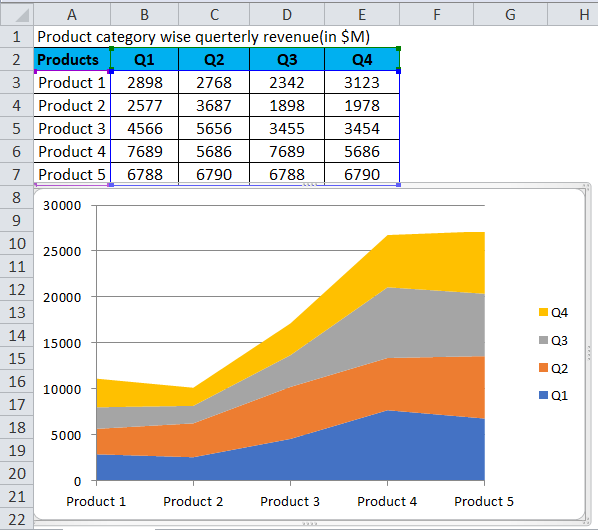 A B C D E F G H
1 Product category wise querterly revenue(in $M)
2 Products Q1 Q2 Q3 Q4
3 Product 1 2898 2768 2342 3123
4 Product 2 2577 3687 1898 1978
5 Product 3 4566 5656 3455 3454
6 Product 4 7689 5686 7689 5686
7 Product 5 6788 6790 6788 6790
8
9
10
11
12
13
14
15
16
17
18
19
20
21
22
30000
25000
20000
15000
10000
5000
0
Product 1 Product 2 Product 3 Product 4 Product 5
Q4
Q3
Q2
Q1